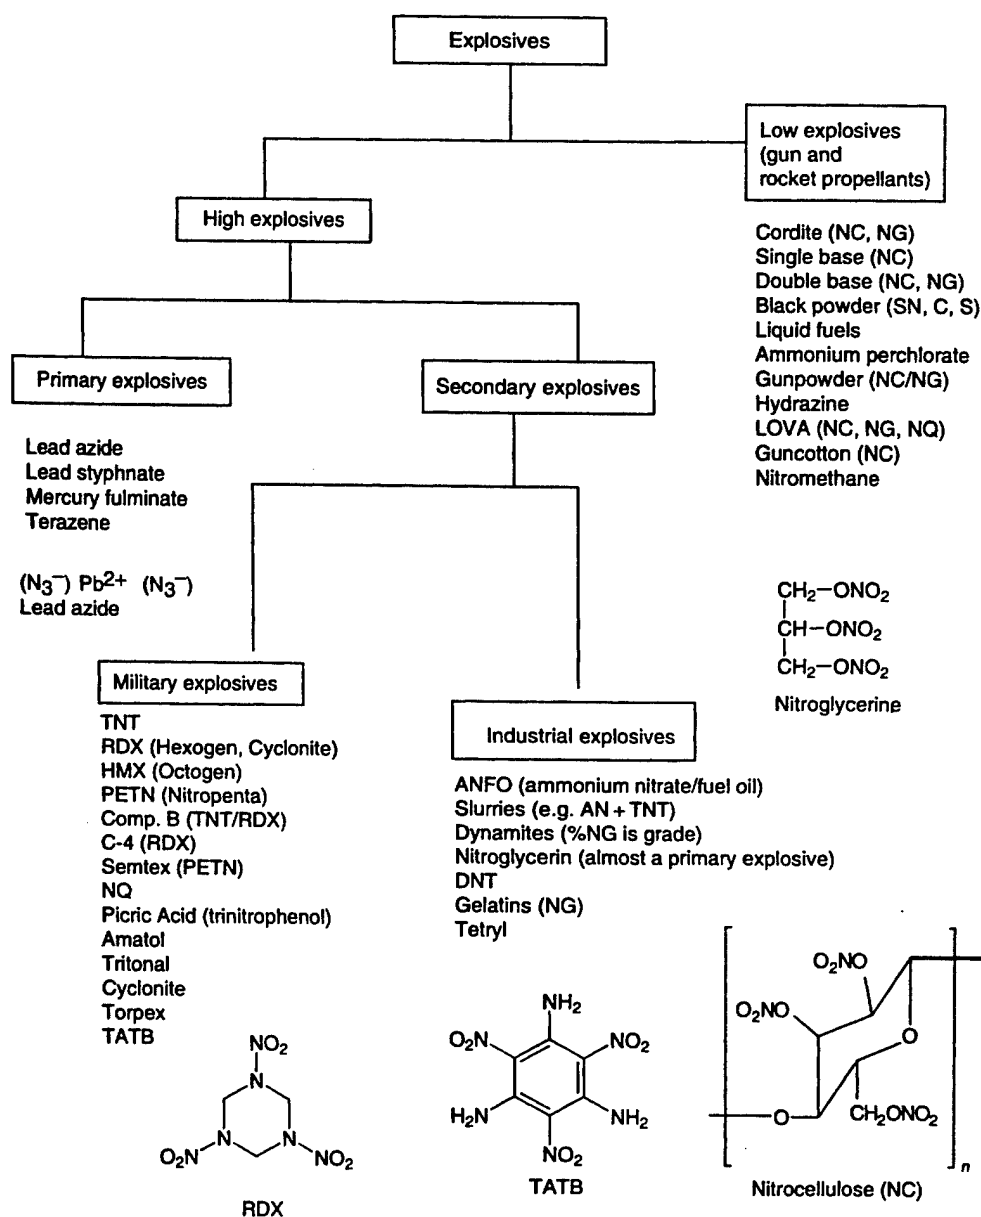 Explosives
Low explosives
(gun and
rocket propellants)
High explosives
Cordite (NC, NG)
Single base (NC)
Double base (NC, NG)
Black powder (SN, C, S)
Liquid fuels
Ammonium perchlorate
Gunpowder (NC/NG)
Hydrazine
LOVA (NC, NG, NQ)
Guncotton (NC)
Nitromethane
Primary explosives
Secondary explosives
Lead azide
Lead styphnate
Mercury fulminate
Terazene
(N3−) Pb2+ (N3−)
Lead azide
CH2−ONO2
CH−ONO2
CH2−ONO2
Nitroglycerine
Military explosives
TNT
RDX (Hexogen, Cyclonite)
HMX (Octogen)
PETN (Nitropenta)
Comp. B (TNT/RDX)
C-4 (RDX)
Semtex (PETN)
NQ
Picric Acid (trinitrophenol)
Amatol
Tritonal
Cyclonite
Torpex
TATB
Industrial explosives
ANFO (ammonium nitrate/fuel oil)
Slurries (e.g. AN + TNT)
Dynamites (%NG is grade)
Nitroglycerin (almost a primary explosive)
DNT
Gelatins (NG)
Tetryl
NO2
N
N N
O2N NO2
RDX
NH2
O2N NO2
H2N NH2
NO2
TATB
O2NO
O2NO
O
O CH2ONO2
n
Nitrocellulose (NC)